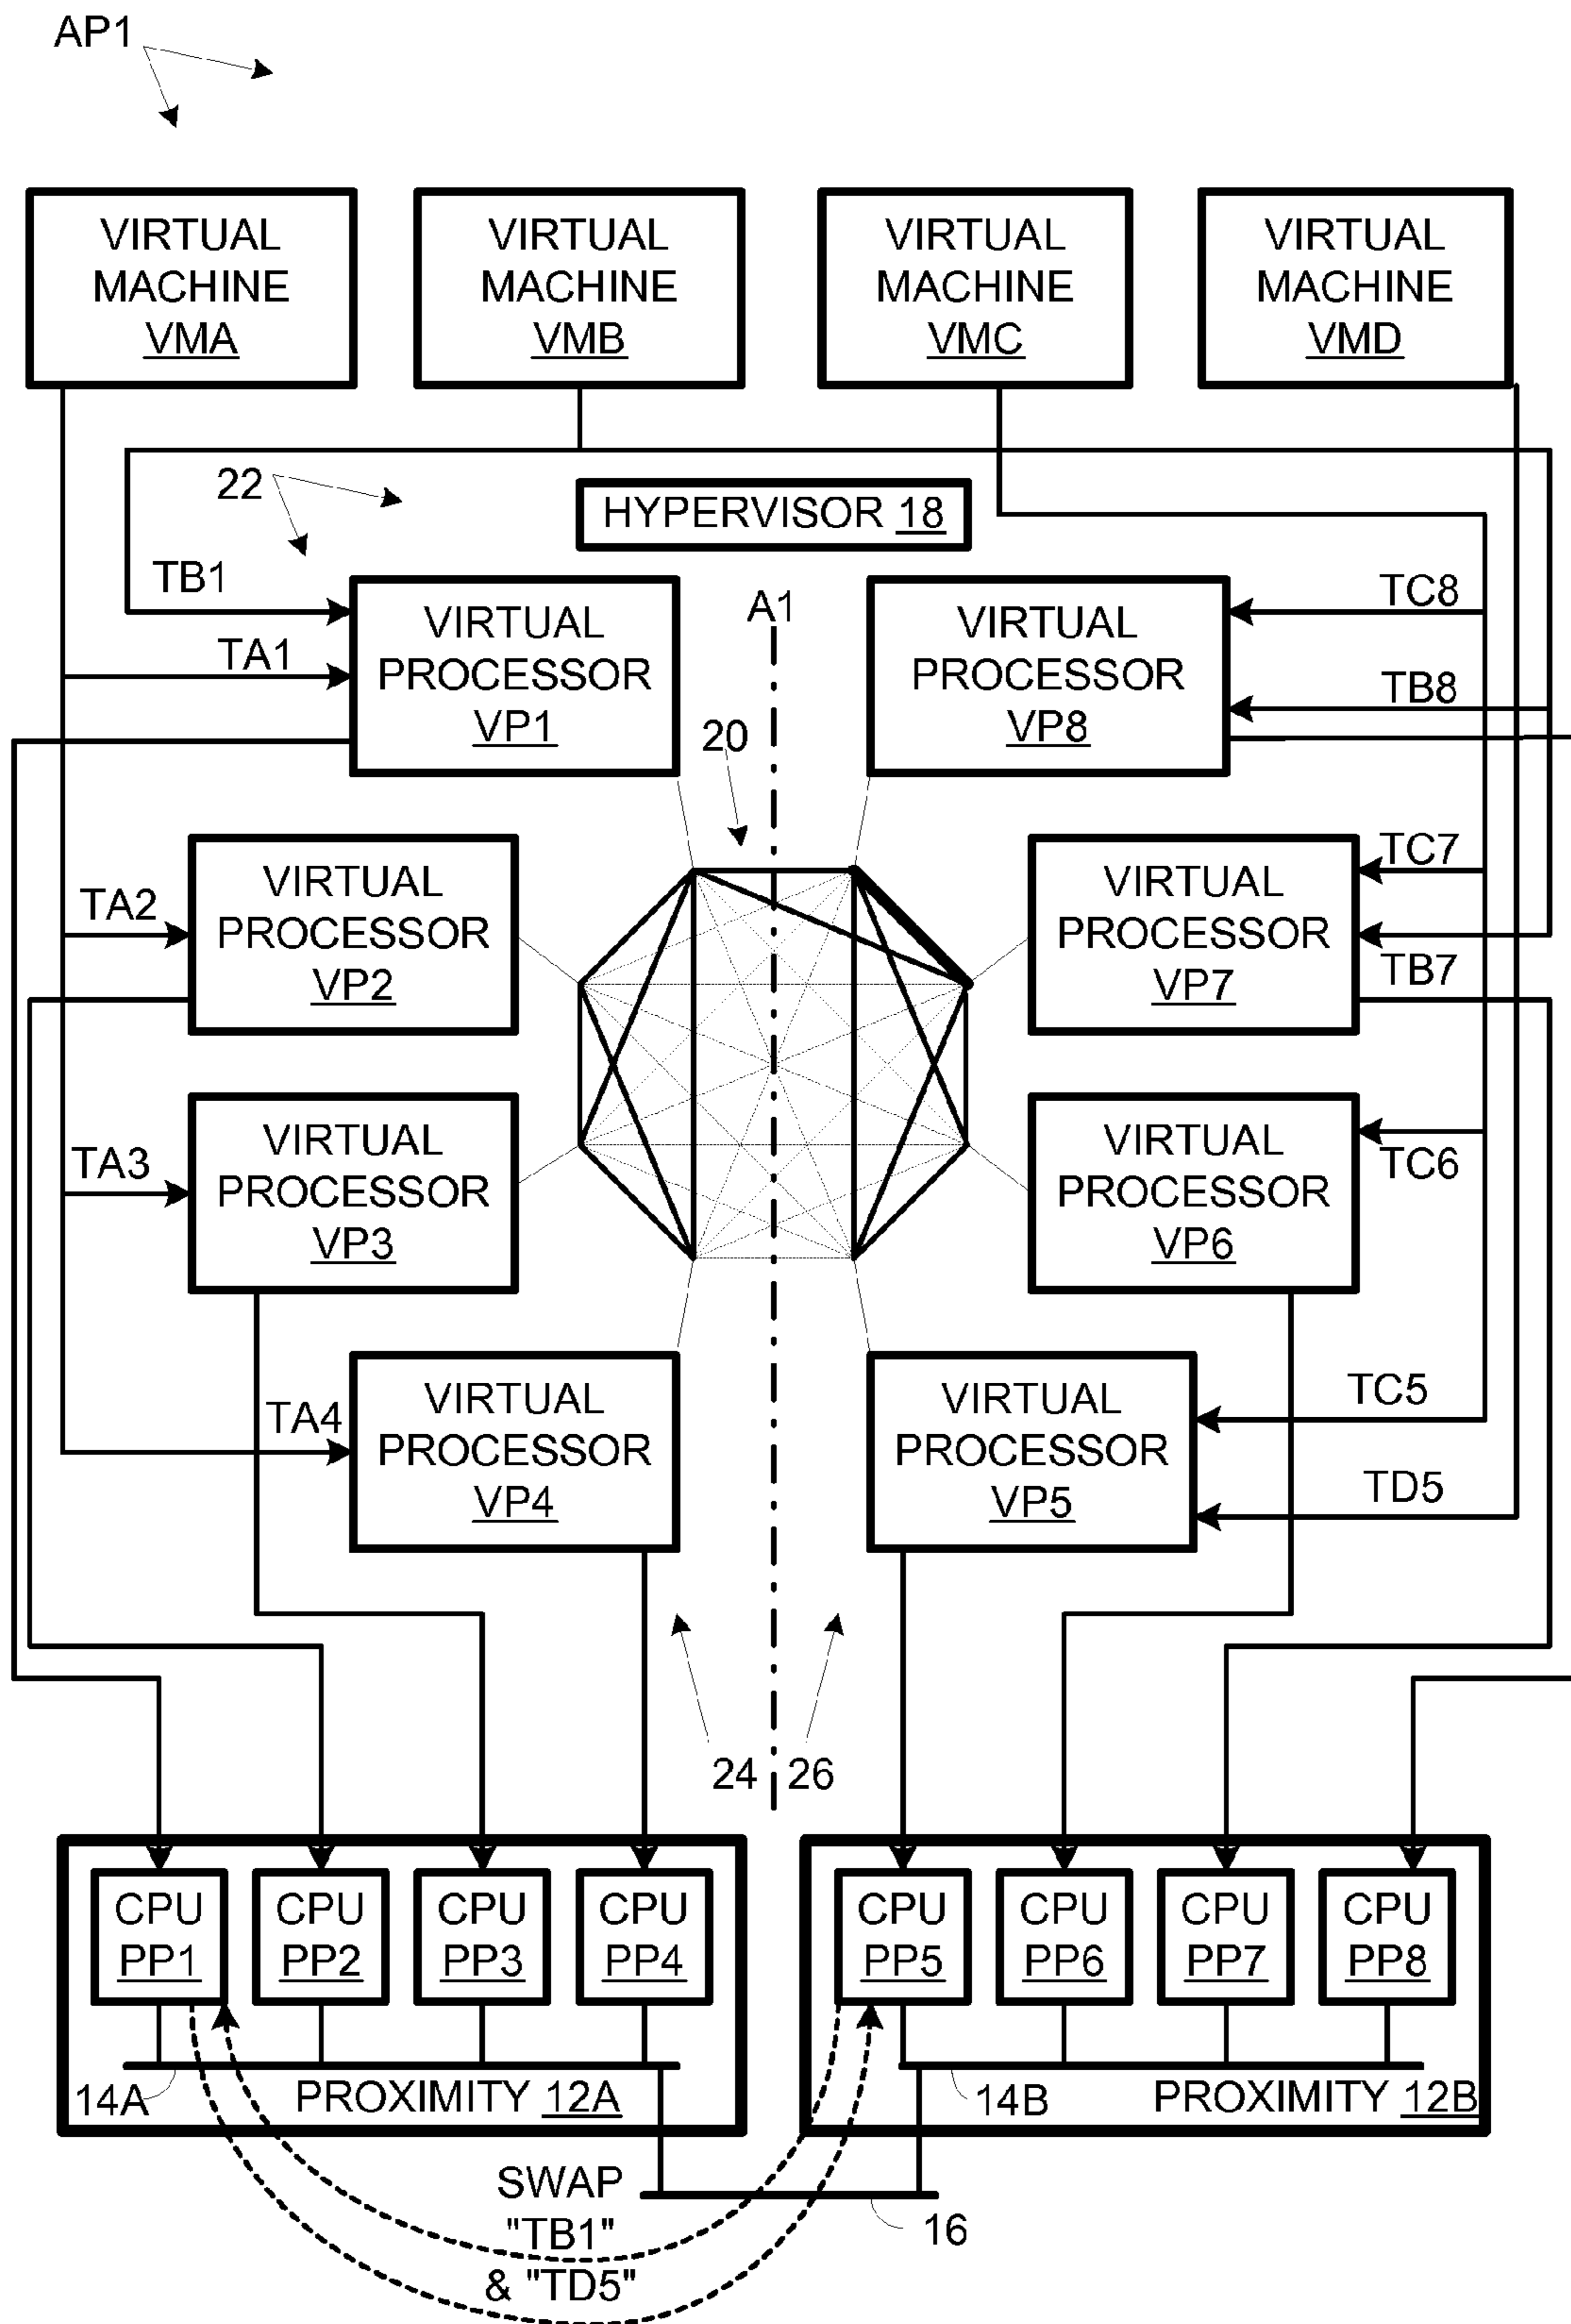 AP1
VIRTUAL
MACHINE
VMA
VIRTUAL
MACHINE
VMB
VIRTUAL
MACHINE
VMC
VIRTUAL
MACHINE
VMD
22
HYPERVISOR 18
TB1
TA1
VIRTUAL
PROCESSOR
VP1
A1
VIRTUAL
PROCESSOR
VP8
TC8
TB8
20
TA2
VIRTUAL
PROCESSOR
VP2
VIRTUAL
PROCESSOR
VP7
TC7
TB7
TA3
VIRTUAL
PROCESSOR
VP3
VIRTUAL
PROCESSOR
VP6
TC6
TA4
VIRTUAL
PROCESSOR
VP4
VIRTUAL
PROCESSOR
VP5
TC5
TD5
24
26
CPU
PP1
CPU
PP2
CPU
PP3
CPU
PP4
CPU
PP5
CPU
PP6
CPU
PP7
CPU
PP8
14A
PROXIMITY 12A
14B
PROXIMITY 12B
SWAP
"TB1"
& "TD5"
16